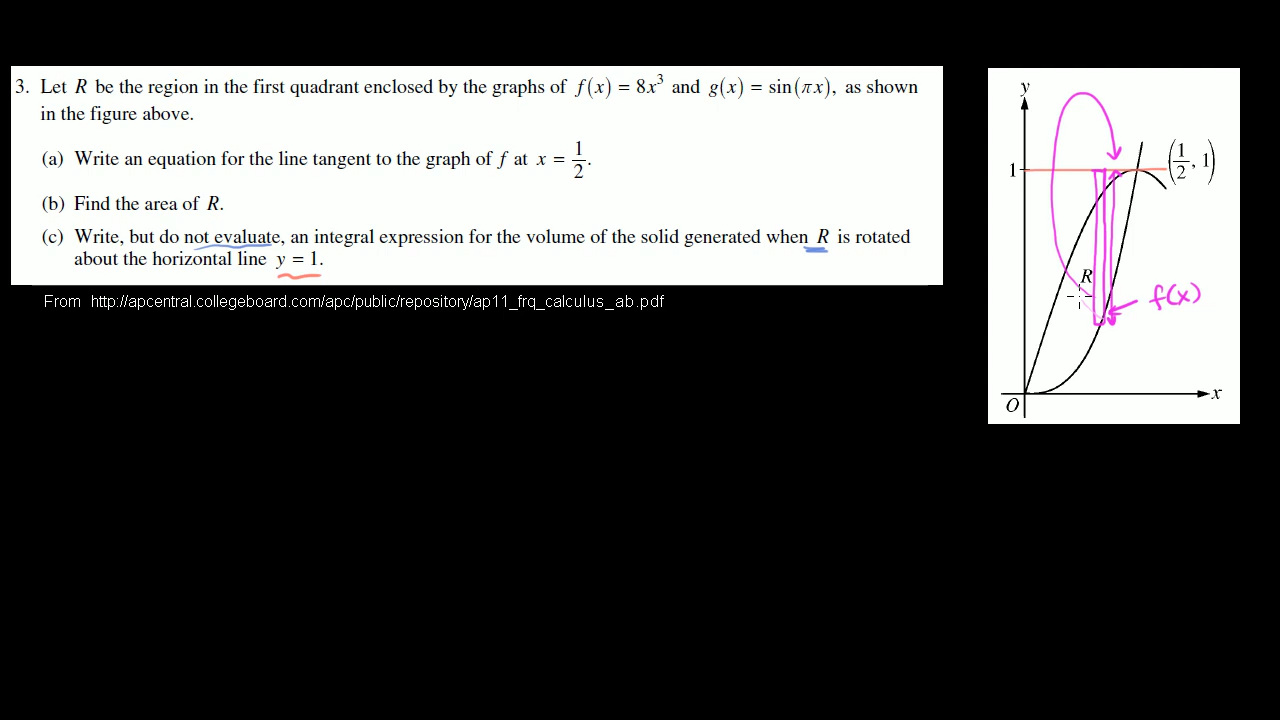 3. Let R be the region in the first quadrant enclosed by the graphs of f(x) = 8x³ and g(x) = sin(πx), as shown
in the figure above.
(a) Write an equation for the line tangent to the graph of f at x = 1/2.
(b) Find the area of R.
(c) Write, but do not evaluate, an integral expression for the volume of the solid generated when R is rotated
about the horizontal line y = 1.
From http://apcentral.collegeboard.com/apc/public/repository/ap11_frq_calculus_ab.pdf
y
1
(1/2, 1)
R
f(x)
O
x